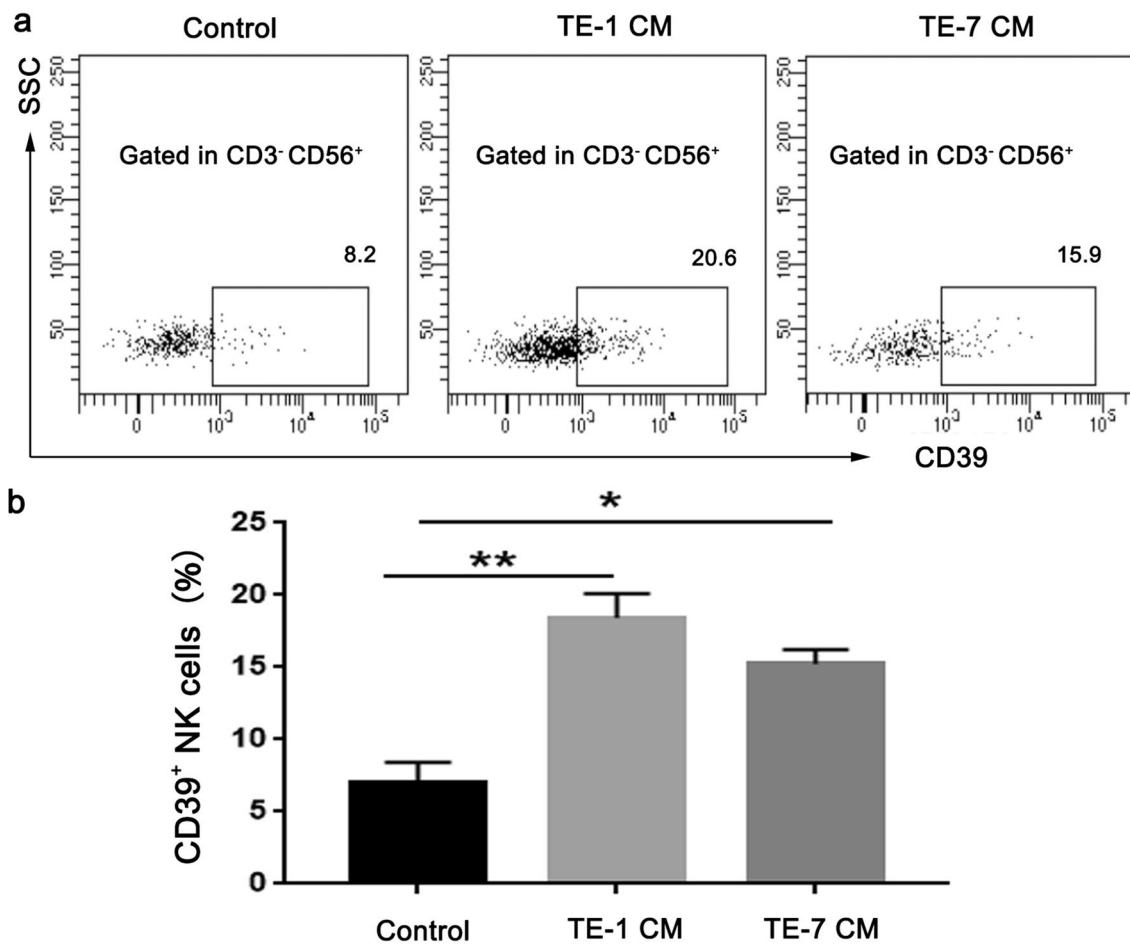 a
Control TE-1 CM TE-7 CM
SSC
250 250 250
200 200 200
Gated in CD3- CD56+ Gated in CD3- CD56+ Gated in CD3- CD56+
150 150 150
8.2 20.6 15.9
100 100 100
50 50 50
0 10³ 10⁴ 10⁵ 0 10³ 10⁴ 10⁵ 0 10³ 10⁴ 10⁵
CD39
b
*
**
CD39+ NK cells (%)
25
20
15
10
5
0
Control TE-1 CM TE-7 CM